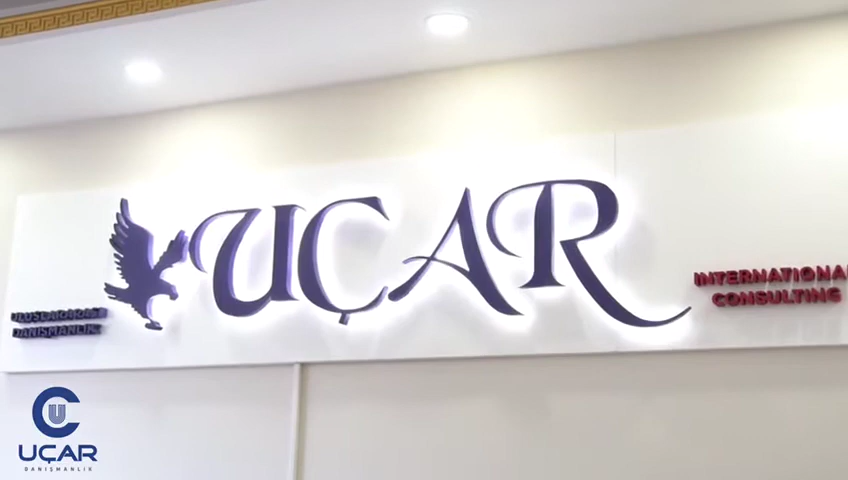 ULUSLARARASI
DANIŞMANLIK
UÇAR
INTERNATIONAL
CONSULTING
U
UÇAR
DANIŞMANLIK